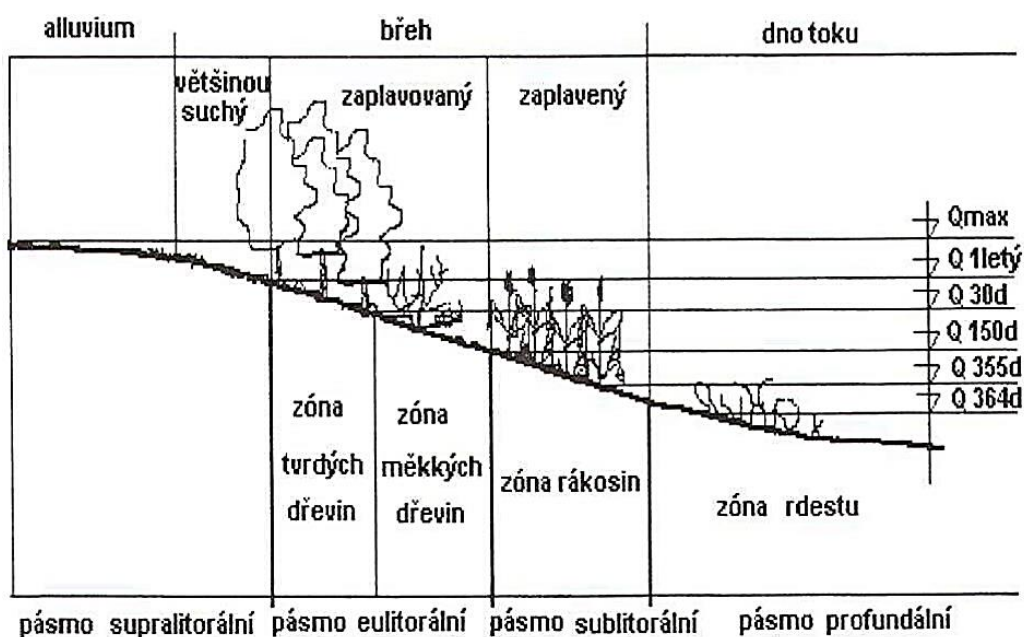 alluvium břeh dno toku
většinou
suchý
zaplavovaný zaplavený
Qmax
Q 1letý
Q 30d
Q 150d
Q 355d
Q 364d
zóna
tvrdých
dřevin
zóna
měkkých
dřevin
zóna rákosin
zóna rdestu
pásmo supralitorální pásmo eulitorální pásmo sublitorální pásmo profundální